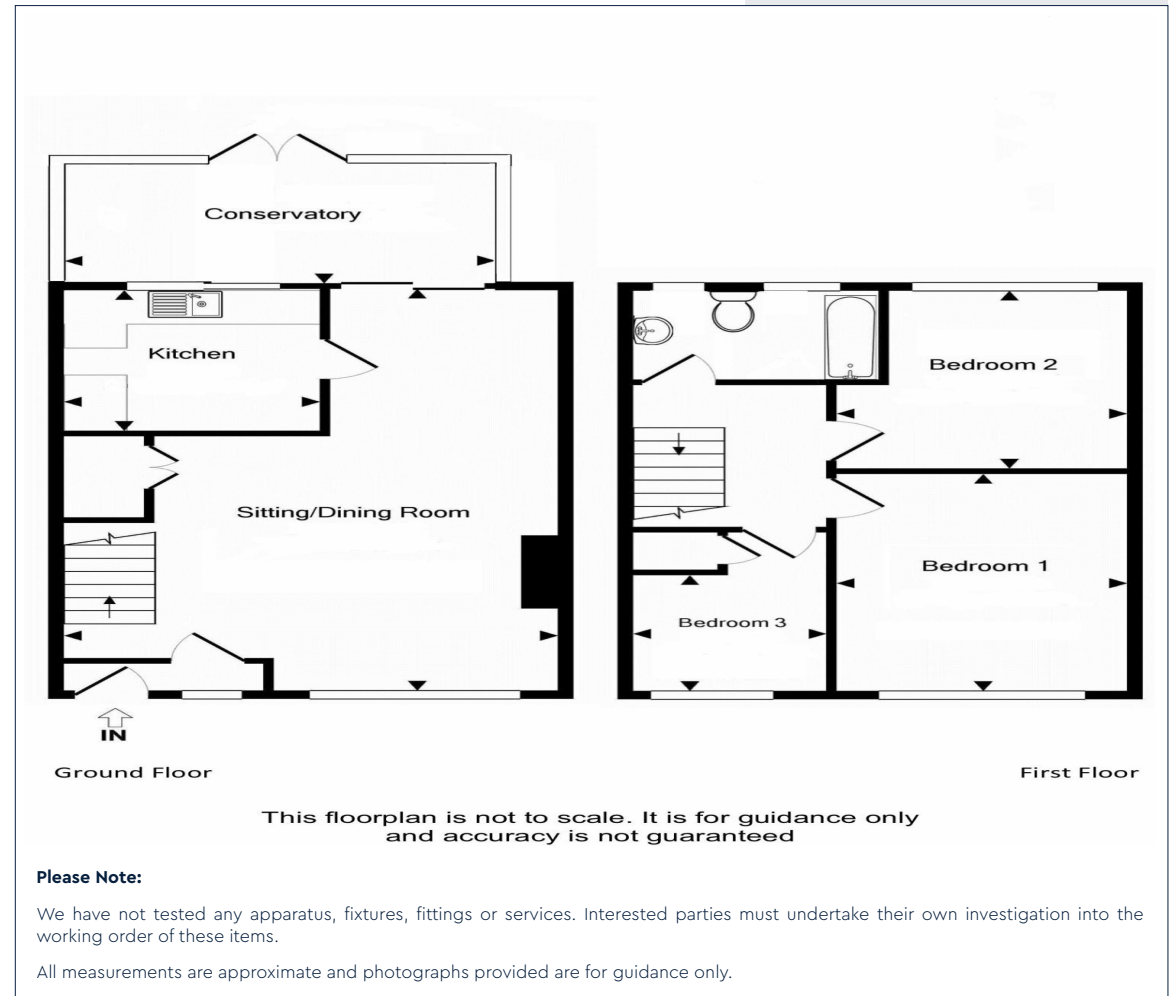 Conservatory
Kitchen
Sitting/Dining Room
IN
Ground Floor
Bedroom 2
Bedroom 1
Bedroom 3
First Floor
This floorplan is not to scale. It is for guidance only
and accuracy is not guaranteed
Please Note:
We have not tested any apparatus, fixtures, fittings or services. Interested parties must undertake their own investigation into the
working order of these items.
All measurements are approximate and photographs provided are for guidance only.